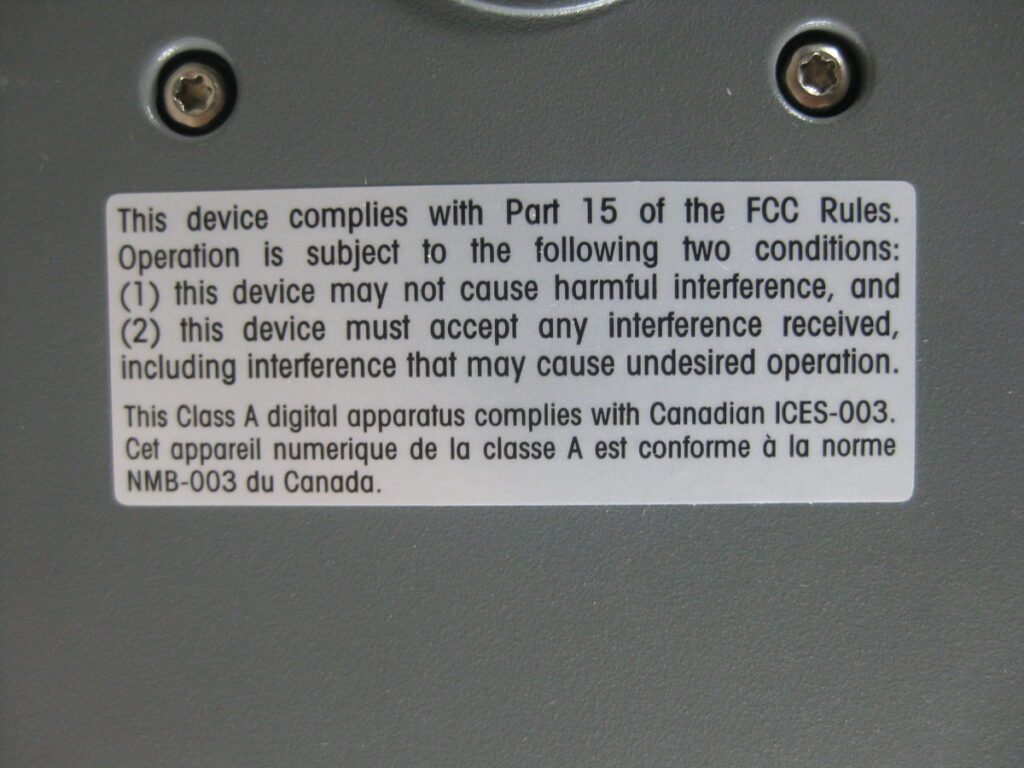 This device complies with Part 15 of the FCC Rules.
Operation is subject to the following two conditions:
(1) this device may not cause harmful interference, and
(2) this device must accept any interference received,
including interference that may cause undesired operation.
This Class A digital apparatus complies with Canadian ICES-003.
Cet appareil numerique de la classe A est conforme à la norme
NMB-003 du Canada.